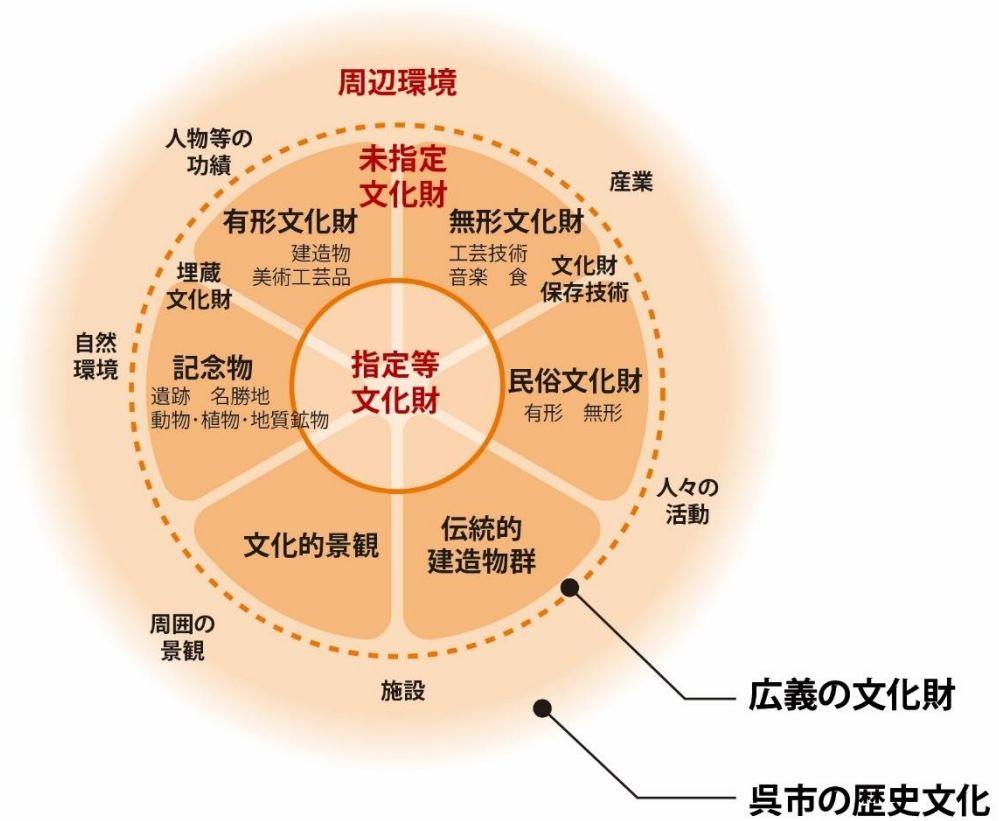 周辺環境
人物等の
功績
未指定
文化財
産業
有形文化財
建造物
美術工芸品
無形文化財
工芸技術
音楽　食
埋蔵
文化財
文化財
保存技術
自然
環境
記念物
遺跡　名勝地
動物・植物・地質鉱物
指定等
文化財
民俗文化財
有形　無形
人々の
活動
文化的景観
伝統的
建造物群
周囲の
景観
施設
広義の文化財
呉市の歴史文化